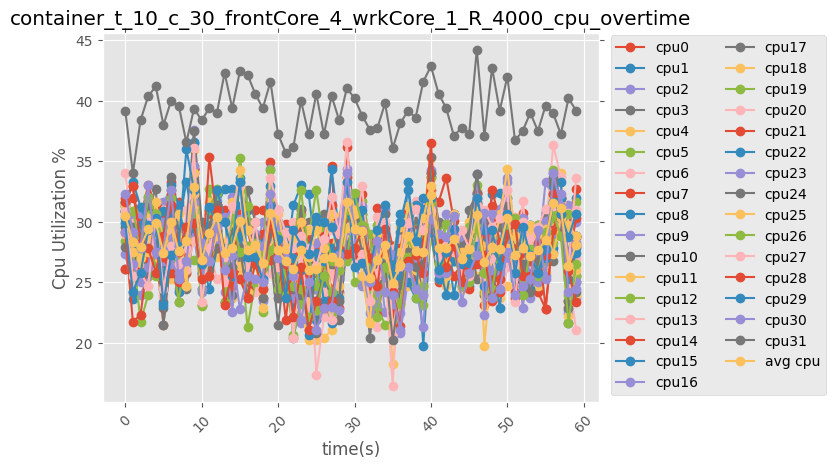 container_t_10_c_30_frontCore_4_wrkCore_1_R_4000_cpu_overtime
Cpu Utilization %
45
40
35
30
25
20
0
10
20
30
40
50
60
time(s)
cpu0
cpu1
cpu2
cpu3
cpu4
cpu5
cpu6
cpu7
cpu8
cpu9
cpu10
cpu11
cpu12
cpu13
cpu14
cpu15
cpu16
cpu17
cpu18
cpu19
cpu20
cpu21
cpu22
cpu23
cpu24
cpu25
cpu26
cpu27
cpu28
cpu29
cpu30
cpu31
avg cpu